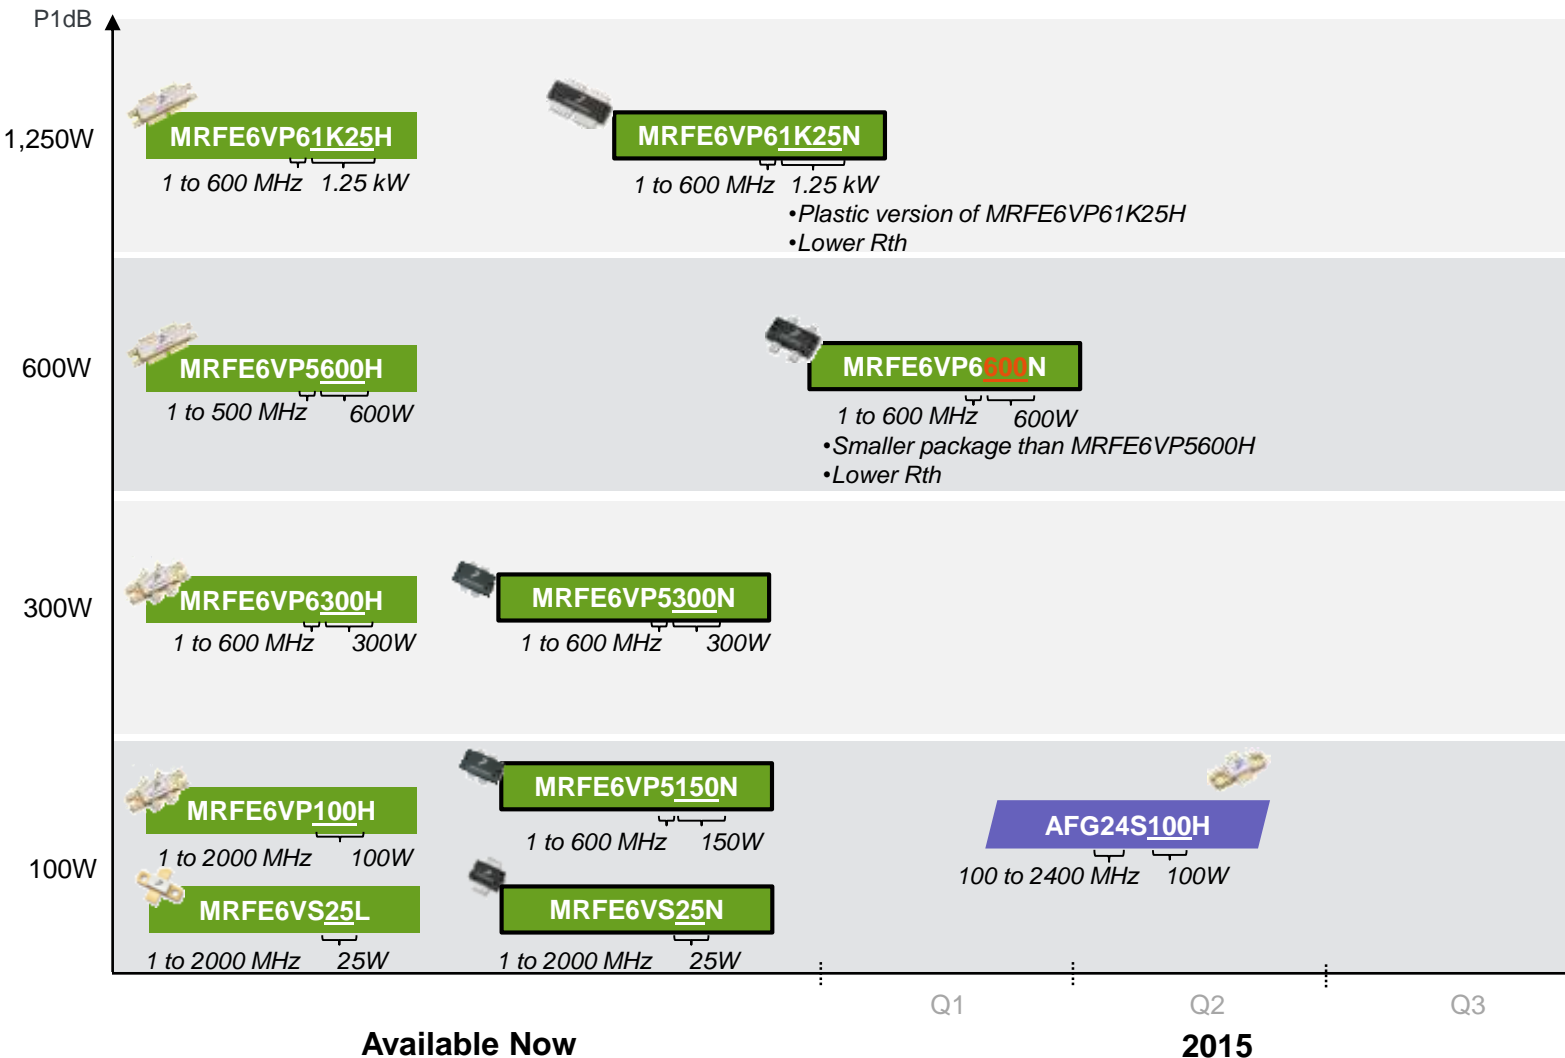 P1dB
1,250W
MRFE6VP61K25H
1 to 600 MHz 1.25 kW
MRFE6VP61K25N
1 to 600 MHz 1.25 kW
•Plastic version of MRFE6VP61K25H
•Lower Rth
600W
MRFE6VP5600H
1 to 500 MHz 600W
MRFE6VP6600N
1 to 600 MHz 600W
•Smaller package than MRFE6VP5600H
•Lower Rth
300W
MRFE6VP6300H
1 to 600 MHz 300W
MRFE6VP5300N
1 to 600 MHz 300W
100W
MRFE6VP100H
1 to 2000 MHz 100W
MRFE6VP5150N
1 to 600 MHz 150W
AFG24S100H
100 to 2400 MHz 100W
MRFE6VS25L
1 to 2000 MHz 25W
MRFE6VS25N
1 to 2000 MHz 25W
Q1 Q2 Q3
Available Now 2015